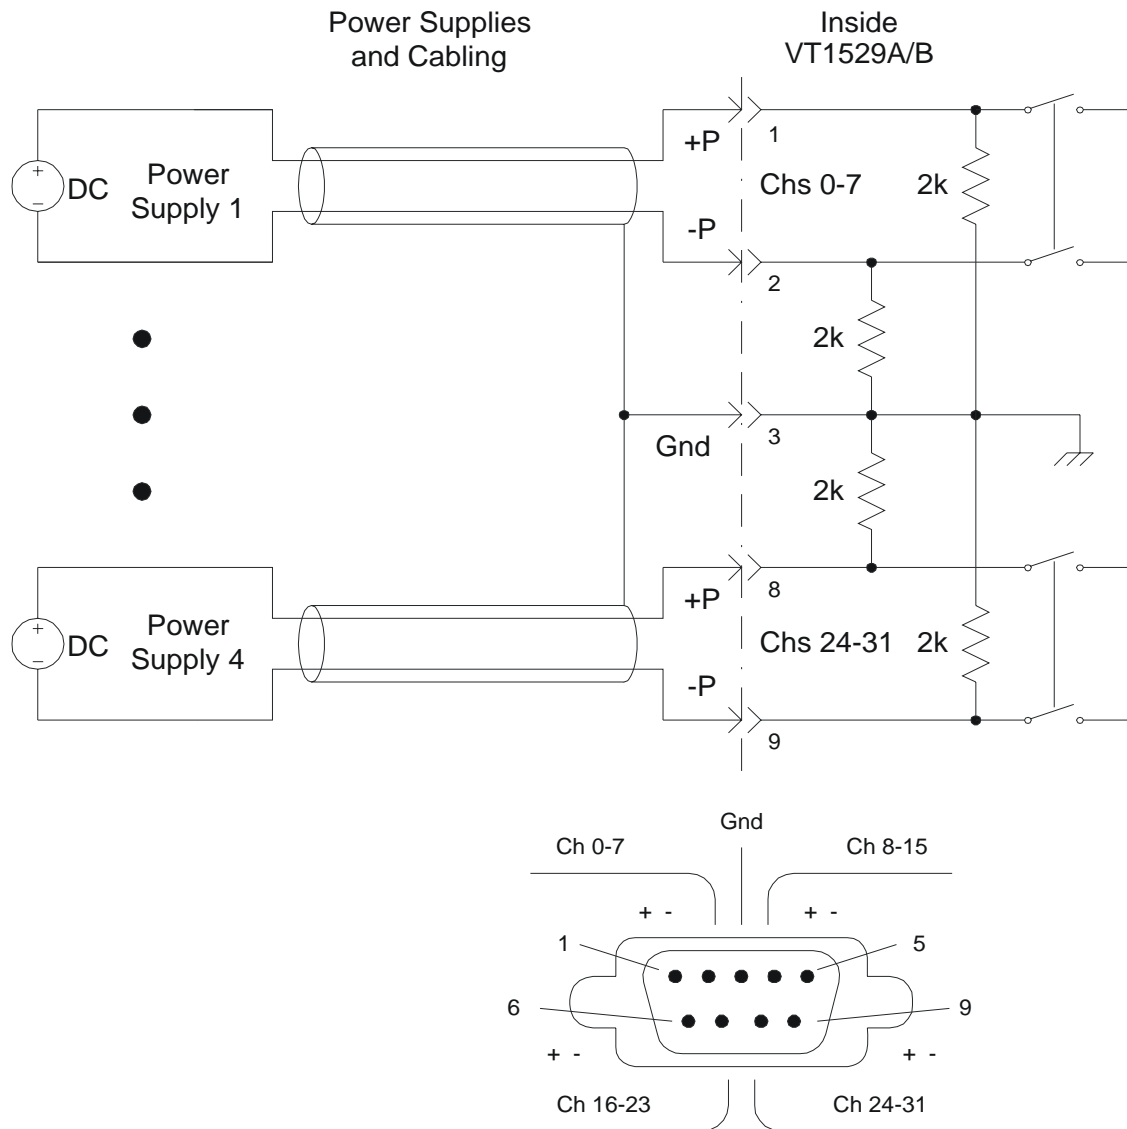 Power Supplies
and Cabling
Inside
VT1529A/B
+P
1
+
−
DC
Power
Supply 1
Chs 0-7
2k
-P
2
2k
3
Gnd
2k
8
+P
+
−
DC
Power
Supply 4
Chs 24-31
2k
-P
9
Gnd
Ch 0-7
Ch 8-15
+ -
+ -
1
5
6
9
+ -
+ -
Ch 16-23
Ch 24-31